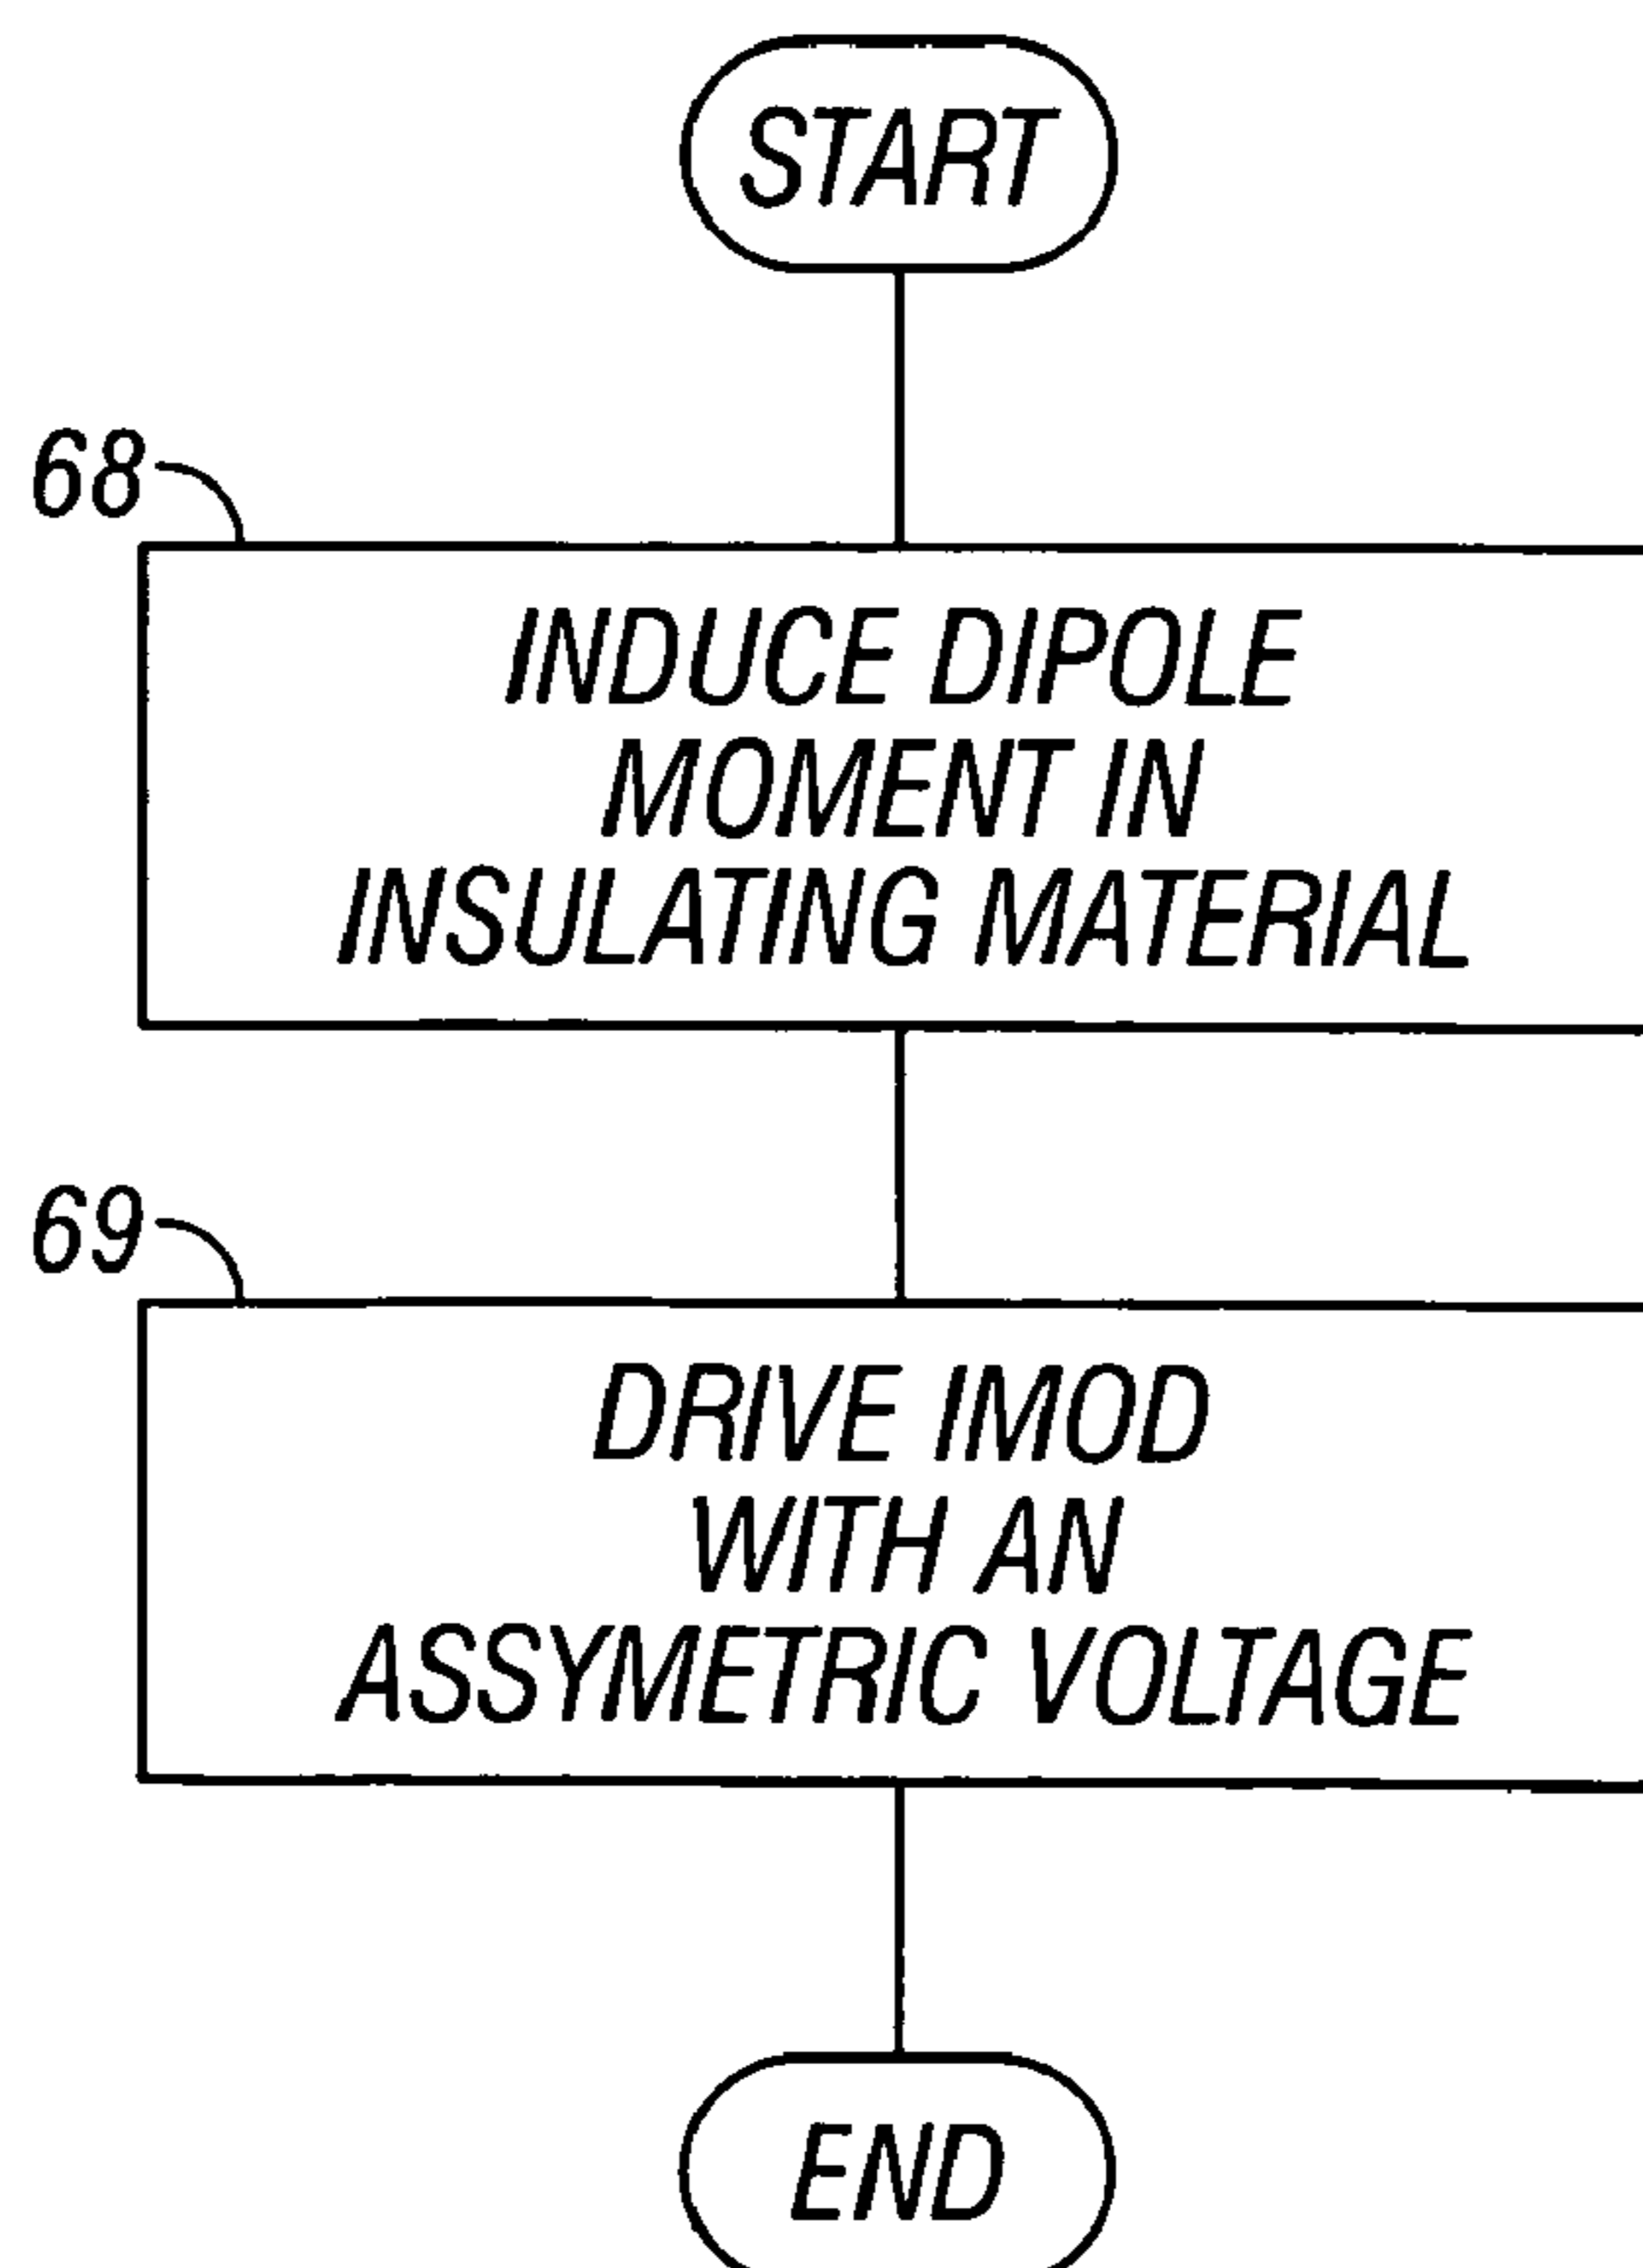 START
68
INDUCE DIPOLE
MOMENT IN
INSULATING MATERIAL
69
DRIVE IMOD
WITH AN
ASSYMETRIC VOLTAGE
END